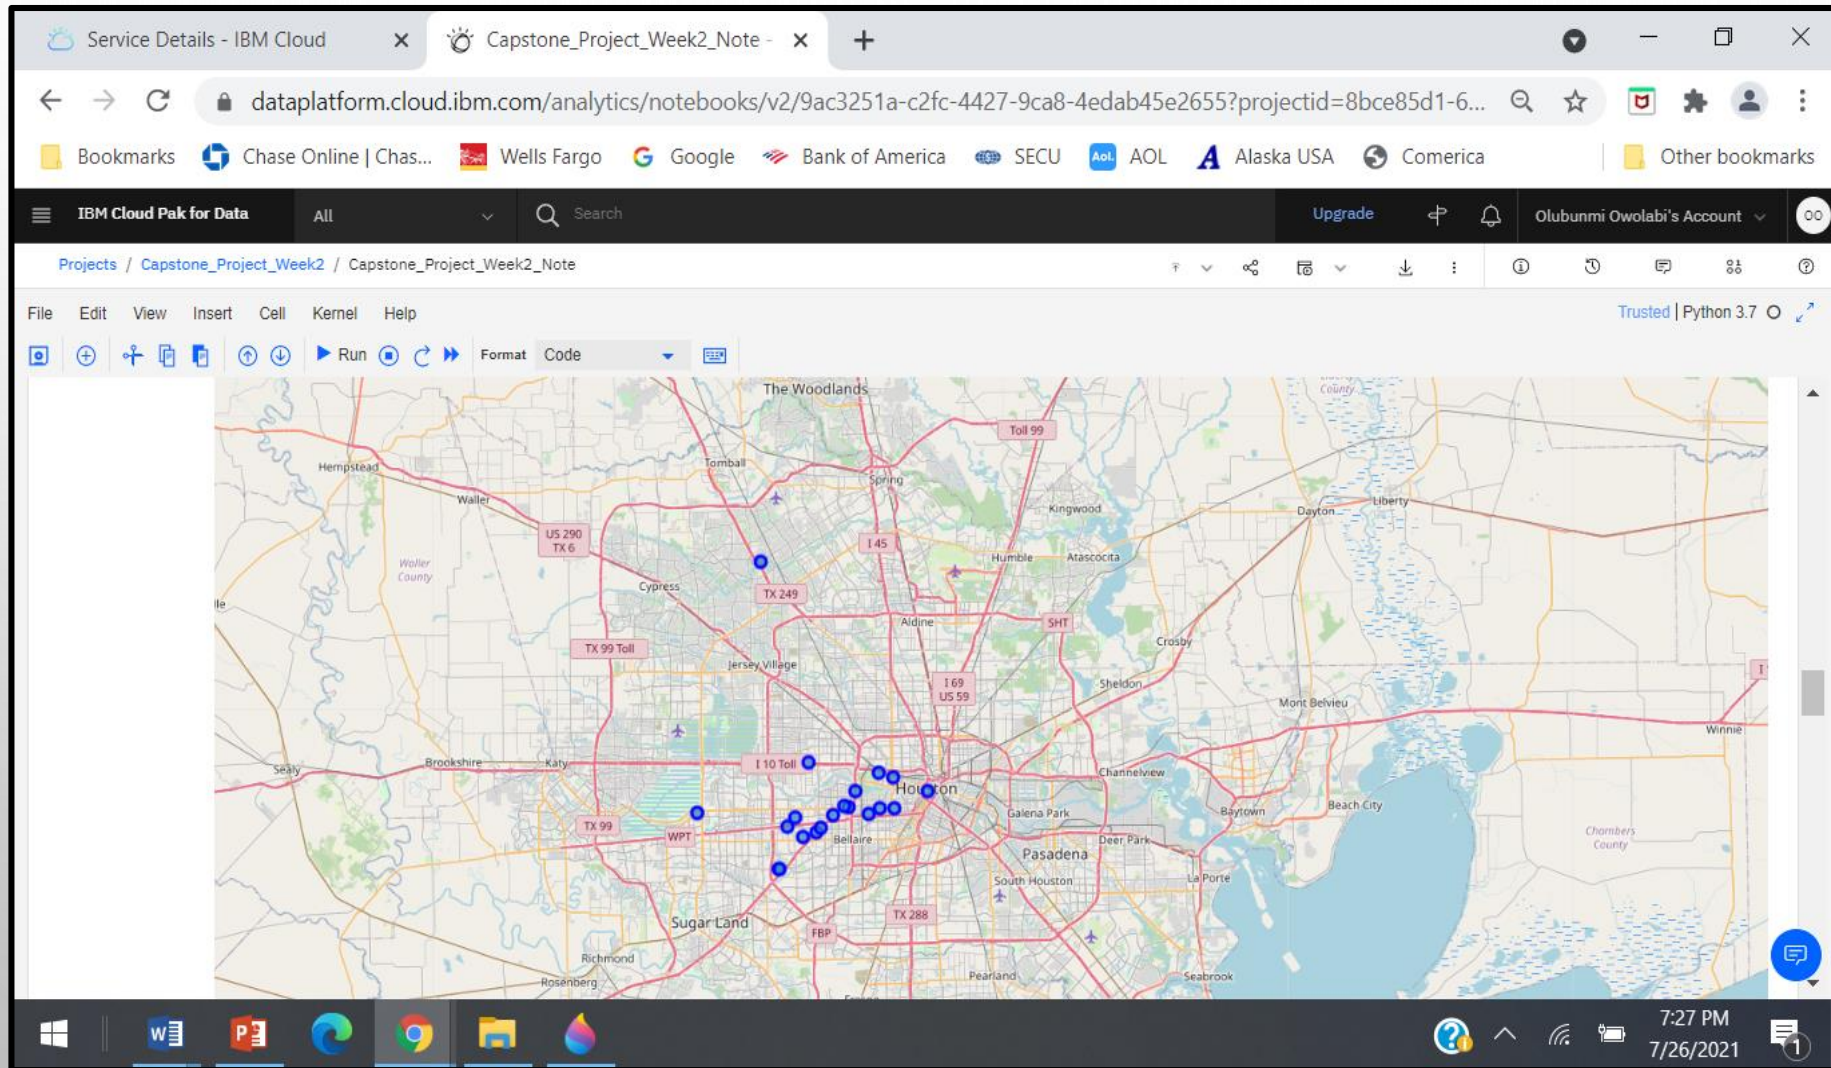 Service Details - IBM Cloud
Capstone_Project_Week2_Note -
dataplatform.cloud.ibm.com/analytics/notebooks/v2/9ac3251a-c2fc-4427-9ca8-4edab45e2655?projectid=8bce85d1-6...
Bookmarks Chase Online | Chas... Wells Fargo Google Bank of America SECU AOL Alaska USA Comerica Other bookmarks
IBM Cloud Pak for Data All Search Upgrade Olubunmi Owolabi's Account OO
Projects / Capstone_Project_Week2 / Capstone_Project_Week2_Note
File Edit View Insert Cell Kernel Help Trusted | Python 3.7
Run Format Code
The Woodlands
County
Toll 99
Tomball
Hempstead
Spring
Waller
Liberty
Kingwood
Dayton
US 290
TX 6
I 45
Waller
County
Humble
Atascocita
Cypress
TX 249
lle
Aldine
SHT
Crosby
TX 99 Toll
Jersey Village
I 69
US 59
Sheldon
Mont Belvieu
Winnie
Sealy
Brookshire
Katy
I 10 Toll
Channelview
Houston
Beach City
Galena Park
Baytown
TX 99
WPT
Bellaire
Deer Park
Chambers
County
Pasadena
South Houston
La Porte
Sugar Land
TX 288
FBP
Richmond
Pearland
Seabrook
Rosenberg
7:27 PM
7/26/2021
1